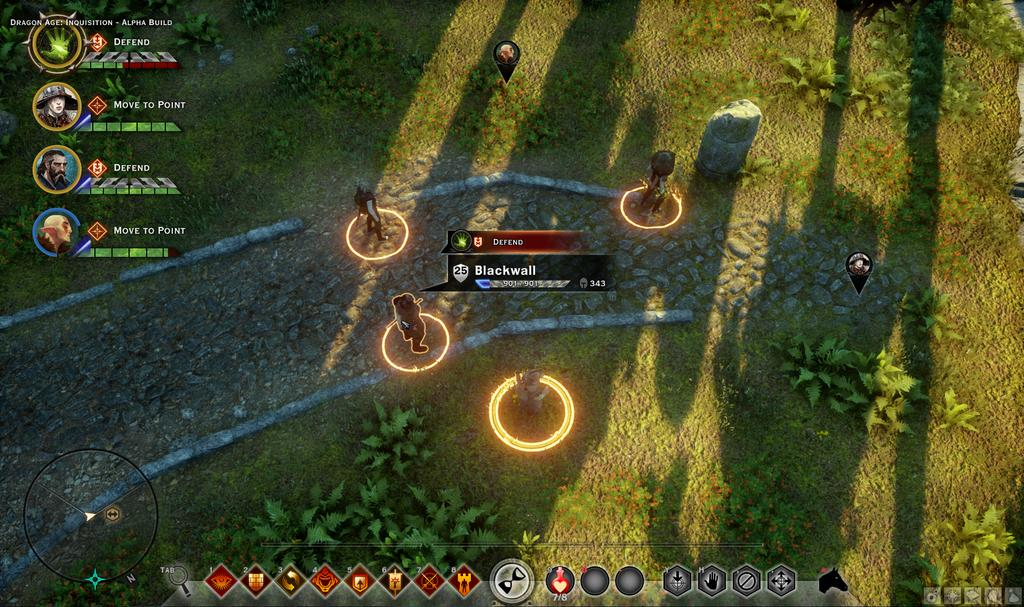 Dragon Age: Inquisition - Alpha Build
Defend
Move to Point
Defend
Move to Point
Defend
25 Blackwall
901 / 901 343
N
TAB 2 3 4 5 6 7 8 H
7/8